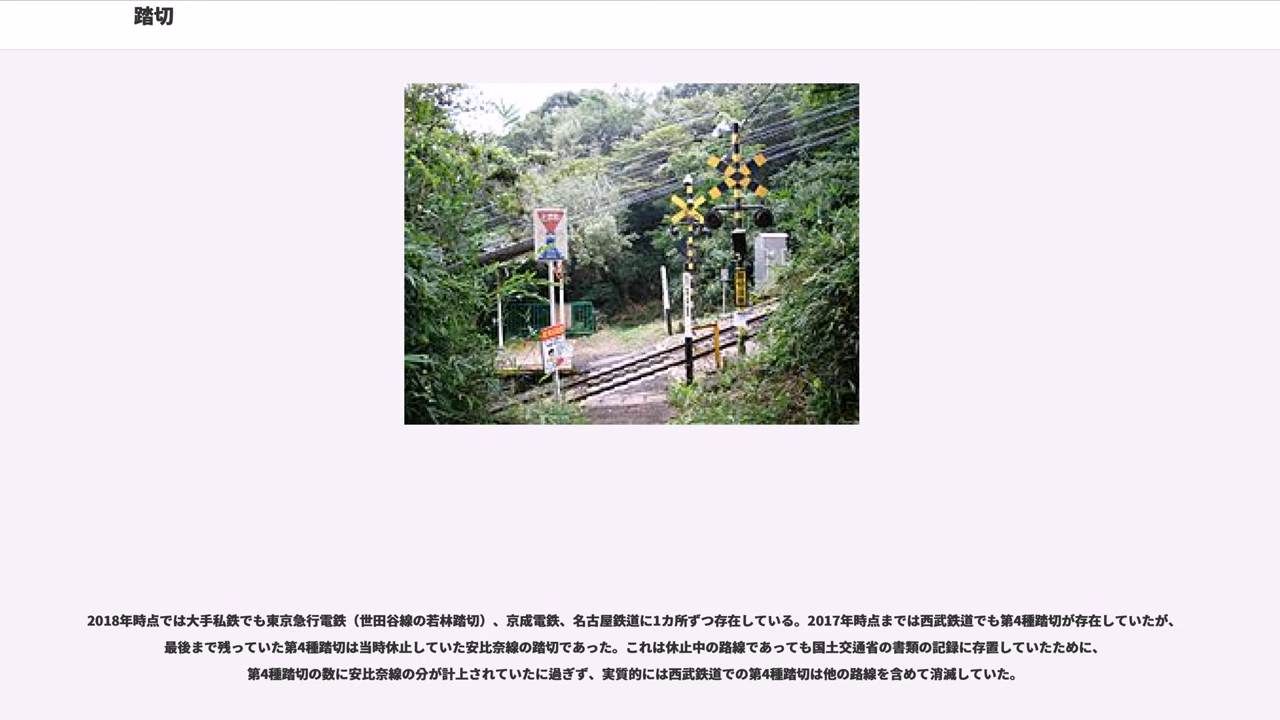 踏切
2018年時点では大手私鉄でも東京急行電鉄（世田谷線の若林踏切）、京成電鉄、名古屋鉄道に1カ所ずつ存在している。2017年時点までは西武鉄道でも第4種踏切が存在していたが、
最後まで残っていた第4種踏切は当時休止していた安比奈線の踏切であった。これは休止中の路線であっても国土交通省の書類の記録に存置していたために、
第4種踏切の数に安比奈線の分が計上されていたに過ぎず、実質的には西武鉄道での第4種踏切は他の路線を含めて消滅していた。